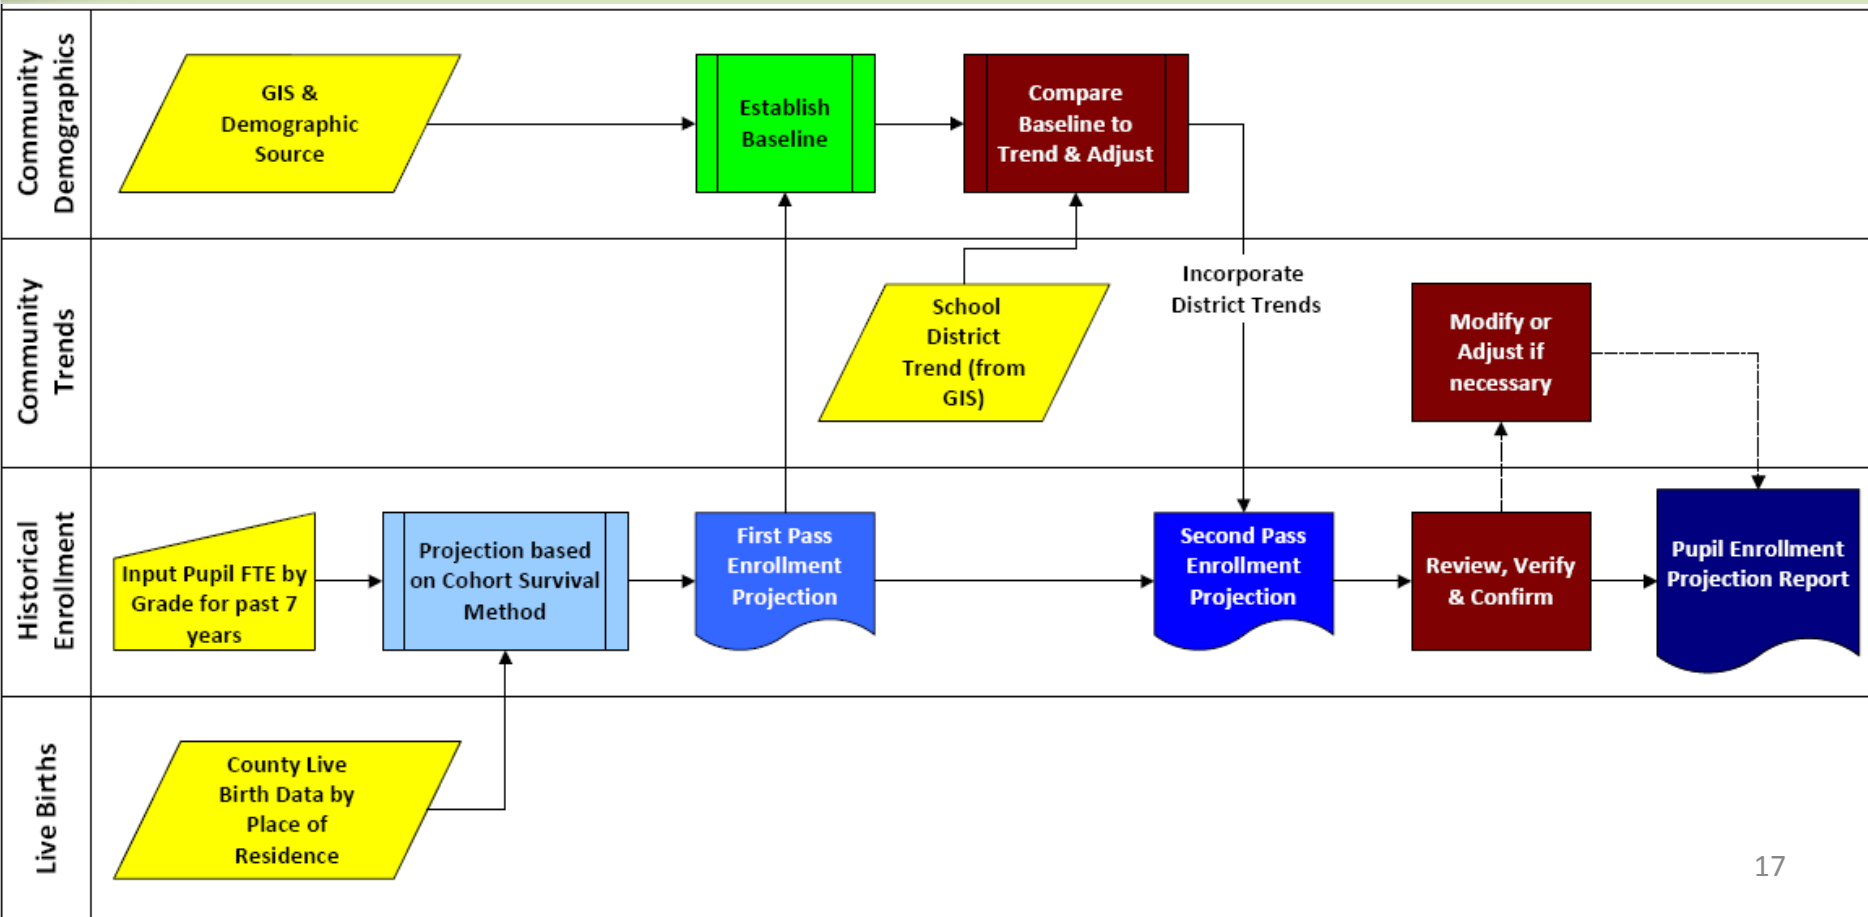 Community
Demographics
GIS &
Demographic
Source
Establish
Baseline
Compare
Baseline to
Trend & Adjust
Community
Trends
School
District
Trend (from
GIS)
Incorporate
District Trends
Modify or
Adjust if
necessary
Historical
Enrollment
Input Pupil FTE by
Grade for past 7
years
Projection based
on Cohort Survival
Method
First Pass
Enrollment
Projection
Second Pass
Enrollment
Projection
Review, Verify
& Confirm
Pupil Enrollment
Projection Report
Live Births
County Live
Birth Data by
Place of
Residence
17